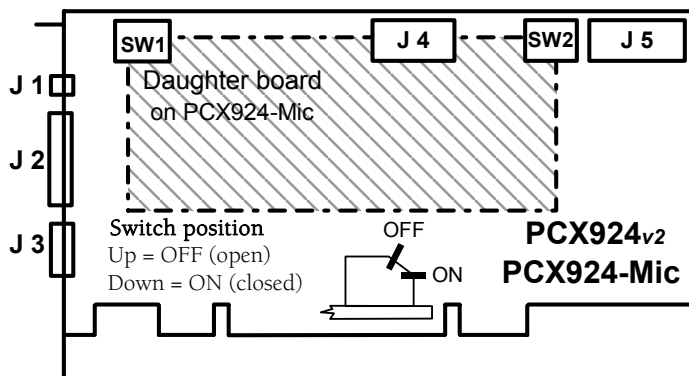 SW1
J 4
SW2
J 5
J 1
Daughter board
on PCX924-Mic
J 2
J 3
Switch position
Up = OFF (open)
Down = ON (closed)
OFF
ON
PCX924v2
PCX924-Mic